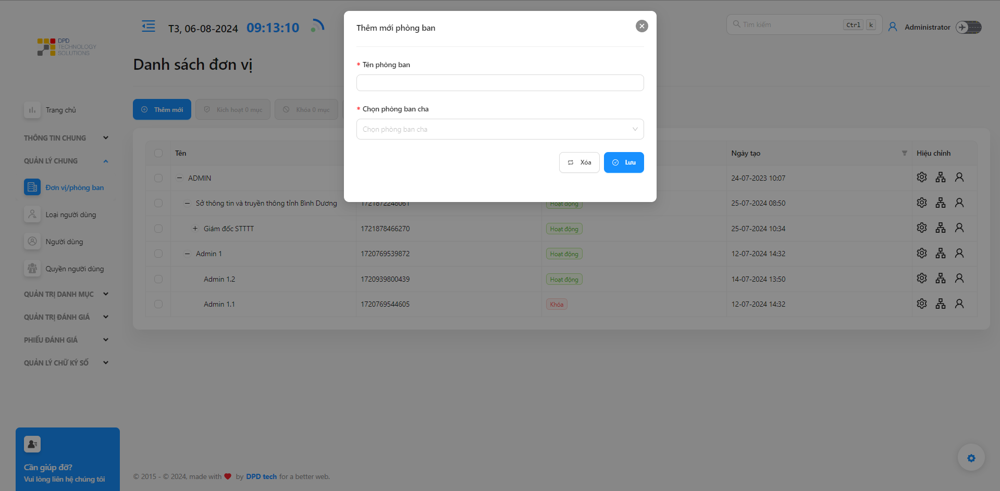 DPD
TECHNOLOGY
SOLUTIONS
T3, 06-08-2024 09:13:10
Tìm kiếm Ctrl k
Administrator
Danh sách đơn vị
Thêm mới phòng ban
* Tên phòng ban
* Chọn phòng ban cha
Chọn phòng ban cha
Xóa
Lưu
Thêm mới
Kích hoạt 0 mục
Khóa 0 mục
Trang chủ
THÔNG TIN CHUNG
QUẢN LÝ CHUNG
Đơn vị/phòng ban
Loại người dùng
Người dùng
Quyền người dùng
QUẢN TRỊ DANH MỤC
QUẢN TRỊ ĐÁNH GIÁ
PHIẾU ĐÁNH GIÁ
QUẢN LÝ CHỮ KÝ SỐ
Tên Ngày tạo Hiệu chỉnh
ADMIN 24-07-2023 10:07
Sở thông tin và truyền thông tỉnh Bình Dương 1721872248061 Hoạt động 25-07-2024 08:50
Giám đốc STTTT 1721878466270 Hoạt động 25-07-2024 10:34
Admin 1 1720769539872 Hoạt động 12-07-2024 14:32
Admin 1.2 1720939800439 Hoạt động 14-07-2024 13:50
Admin 1.1 1720769544605 Khóa 12-07-2024 14:32
Cần giúp đỡ?
Vui lòng liên hệ chúng tôi
© 2015 - © 2024, made with by DPD tech for a better web.